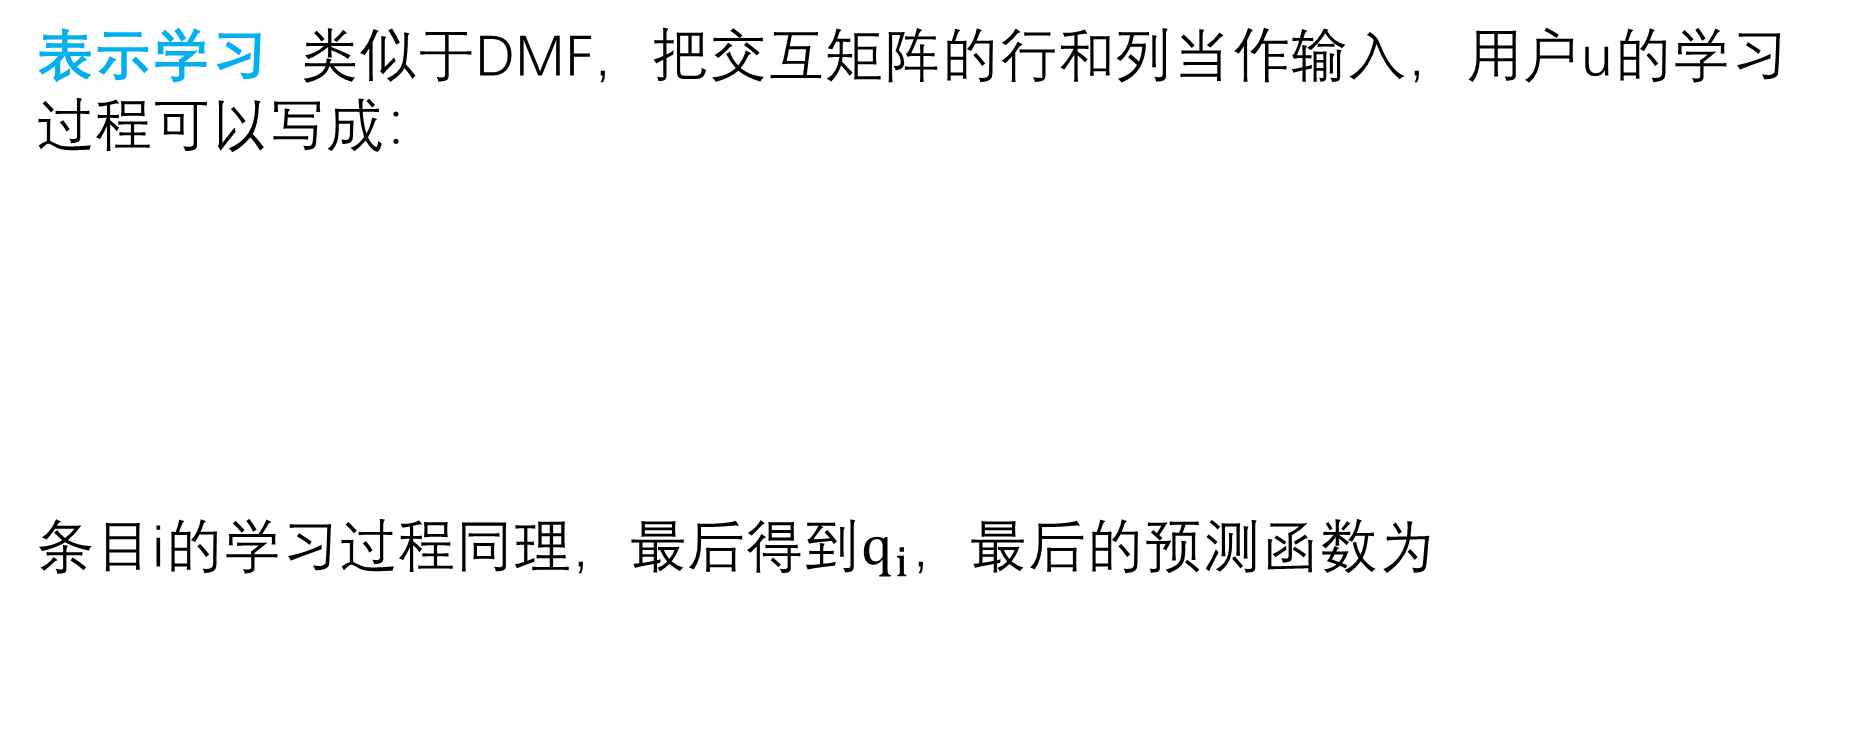 表示学习 类似于DMF，把交互矩阵的行和列当作输入，用户u的学习
过程可以写成：
条目i的学习过程同理，最后得到qᵢ，最后的预测函数为